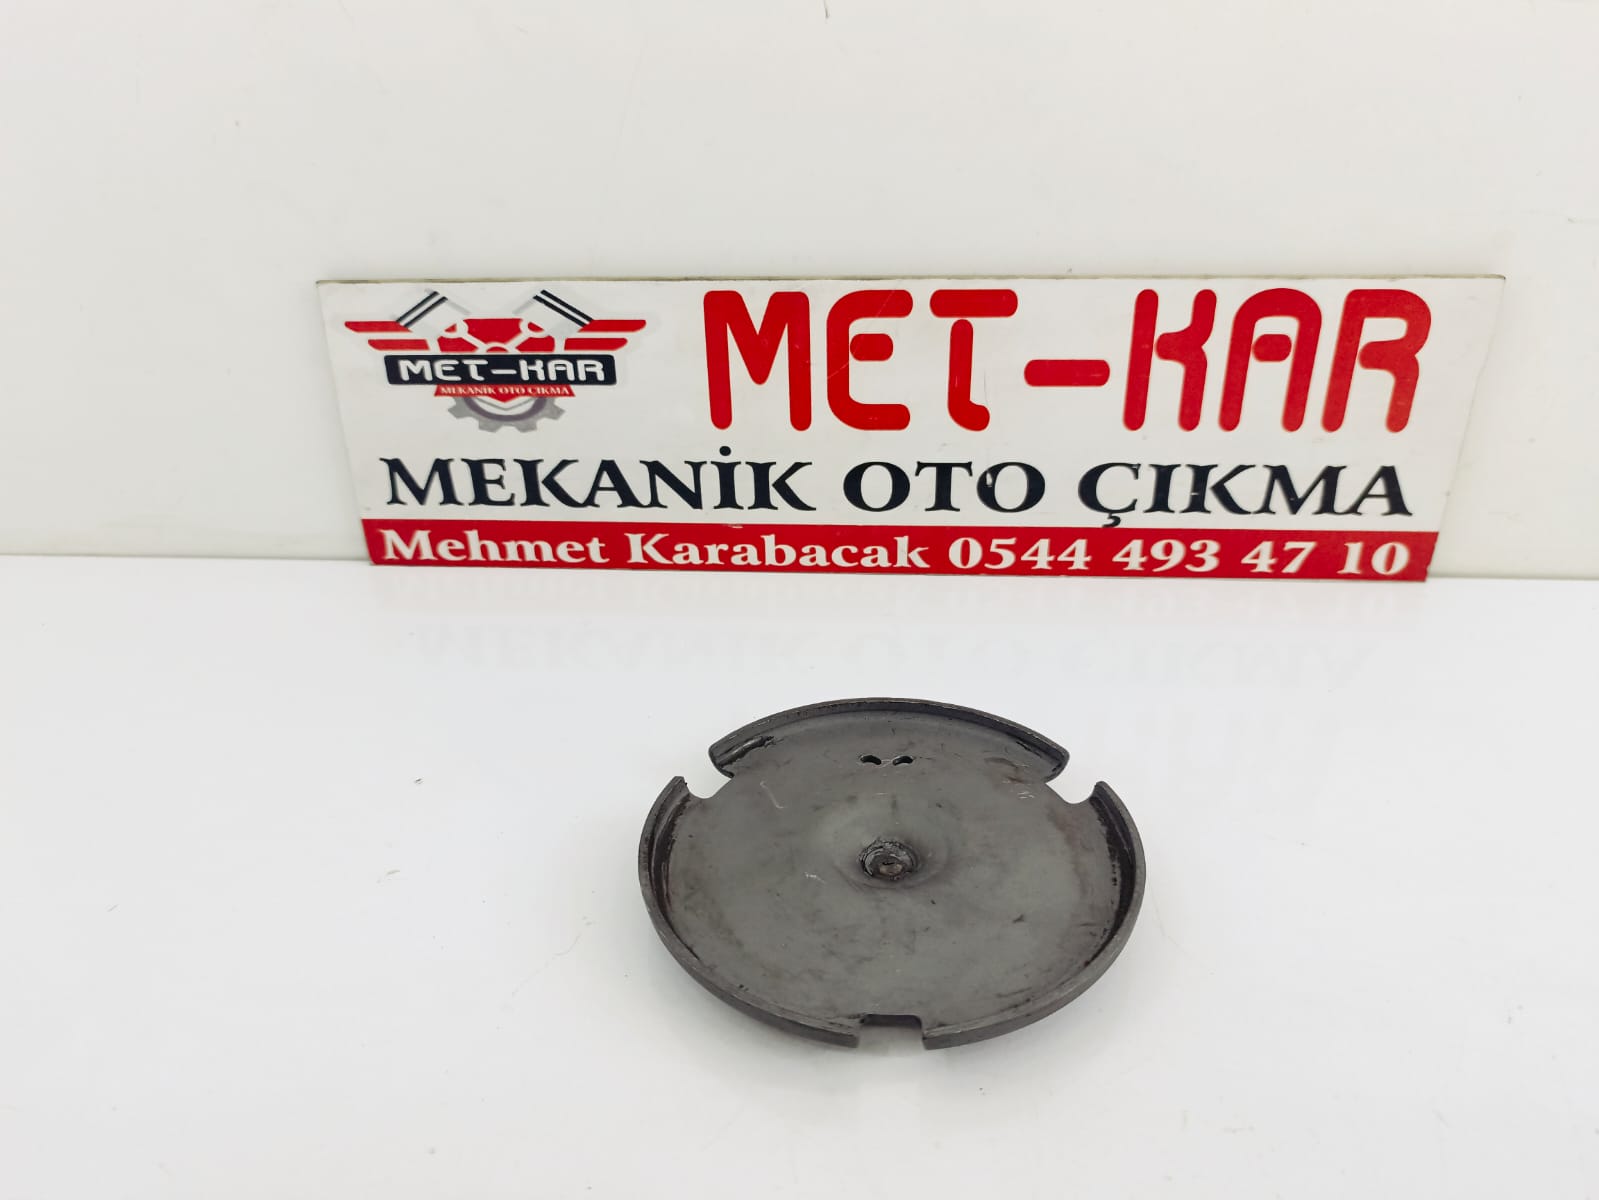 MET-KAR
MEKANİK OTO ÇIKMA
MET-KAR
MEKANİK OTO ÇIKMA
Mehmet Karabacak 0544 493 47 10